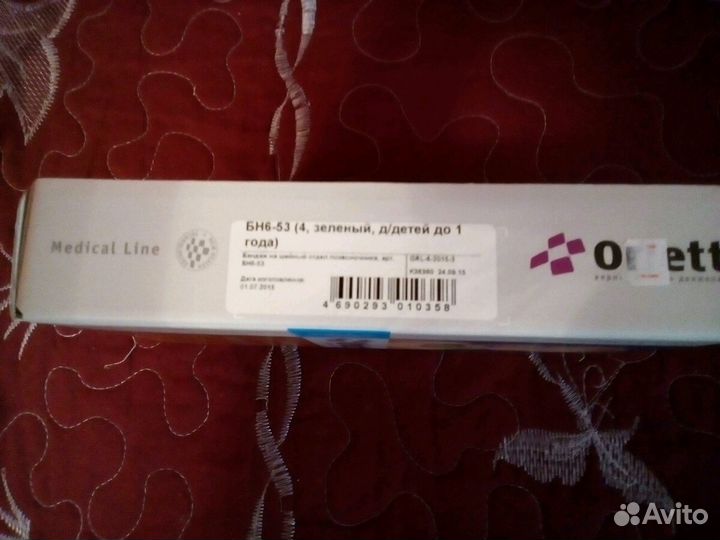 Medical Line
БН6-53 (4, зеленый, д/детей до 1
года)
Бандаж на шейный отдел позвоночника, арт.
БН6-53
Дата изготовления:
01.07.2015
4 690293 010358
Avito